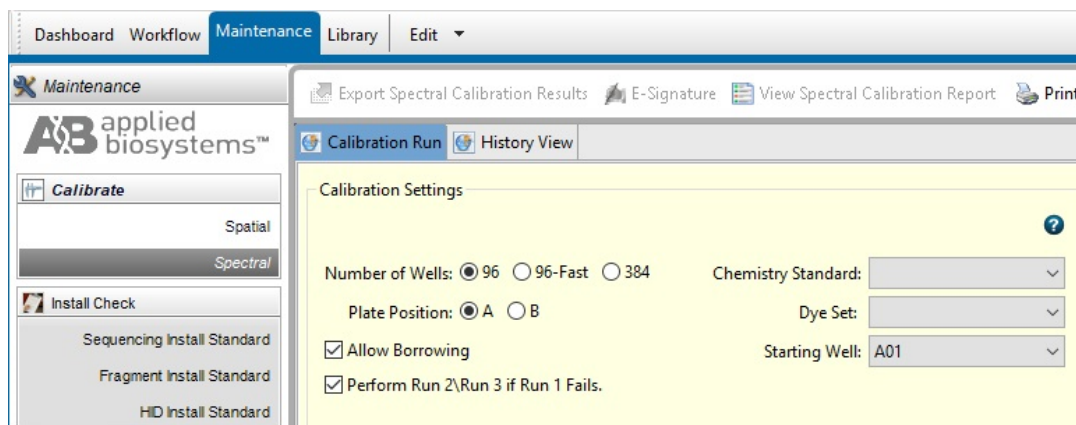 Dashboard Workflow Maintenance Library Edit
Maintenance
Export Spectral Calibration Results E-Signature View Spectral Calibration Report Print
AB applied biosystems™
Calibration Run History View
Calibrate
Calibration Settings
Spatial
Spectral
Number of Wells: 96 96-Fast 384 Chemistry Standard:
Install Check
Plate Position: A B Dye Set:
Sequencing Install Standard
Allow Borrowing Starting Well: A01
Fragment Install Standard
Perform Run 2\Run 3 if Run 1 Fails.
HID Install Standard